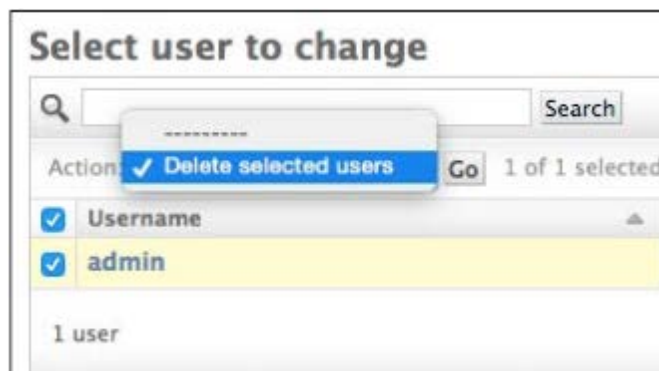 Select user to change
Search
---------
Action: ✓ Delete selected users Go 1 of 1 selected
Username
admin
1 user